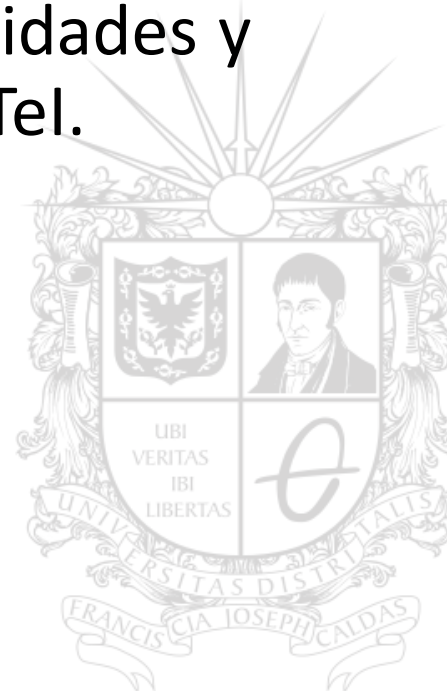 idades y
TeI.
UBI
VERITAS
IBI
LIBERTAS
UNIVERSITAS DISTRITALIS
FRANCISCIA JOSEPH CALDAS